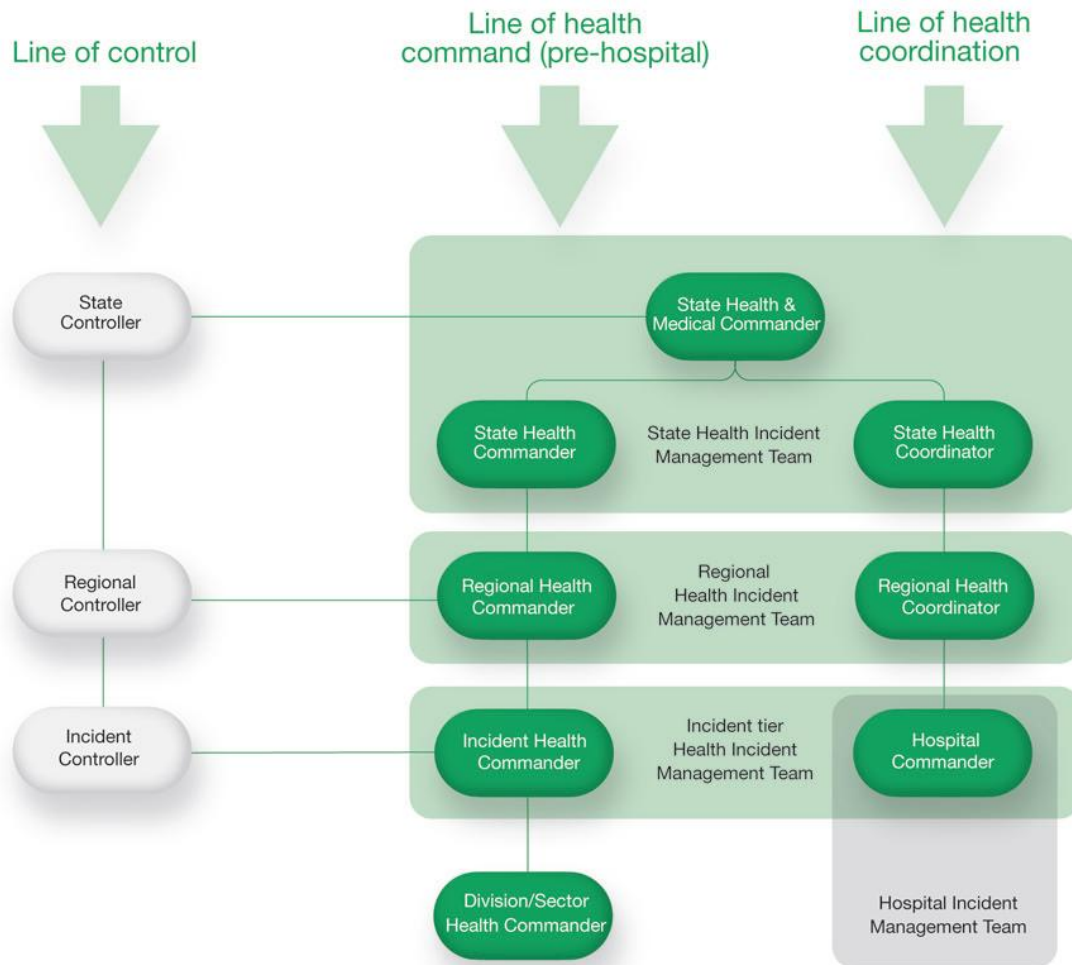 Line of control
Line of health
command (pre-hospital)
Line of health
coordination
State
Controller
State Health &
Medical Commander
State Health
Commander
State Health Incident
Management Team
State Health
Coordinator
Regional
Controller
Regional Health
Commander
Regional
Health Incident
Management Team
Regional Health
Coordinator
Incident
Controller
Incident Health
Commander
Incident tier
Health Incident
Management Team
Hospital
Commander
Division/Sector
Health Commander
Hospital Incident
Management Team